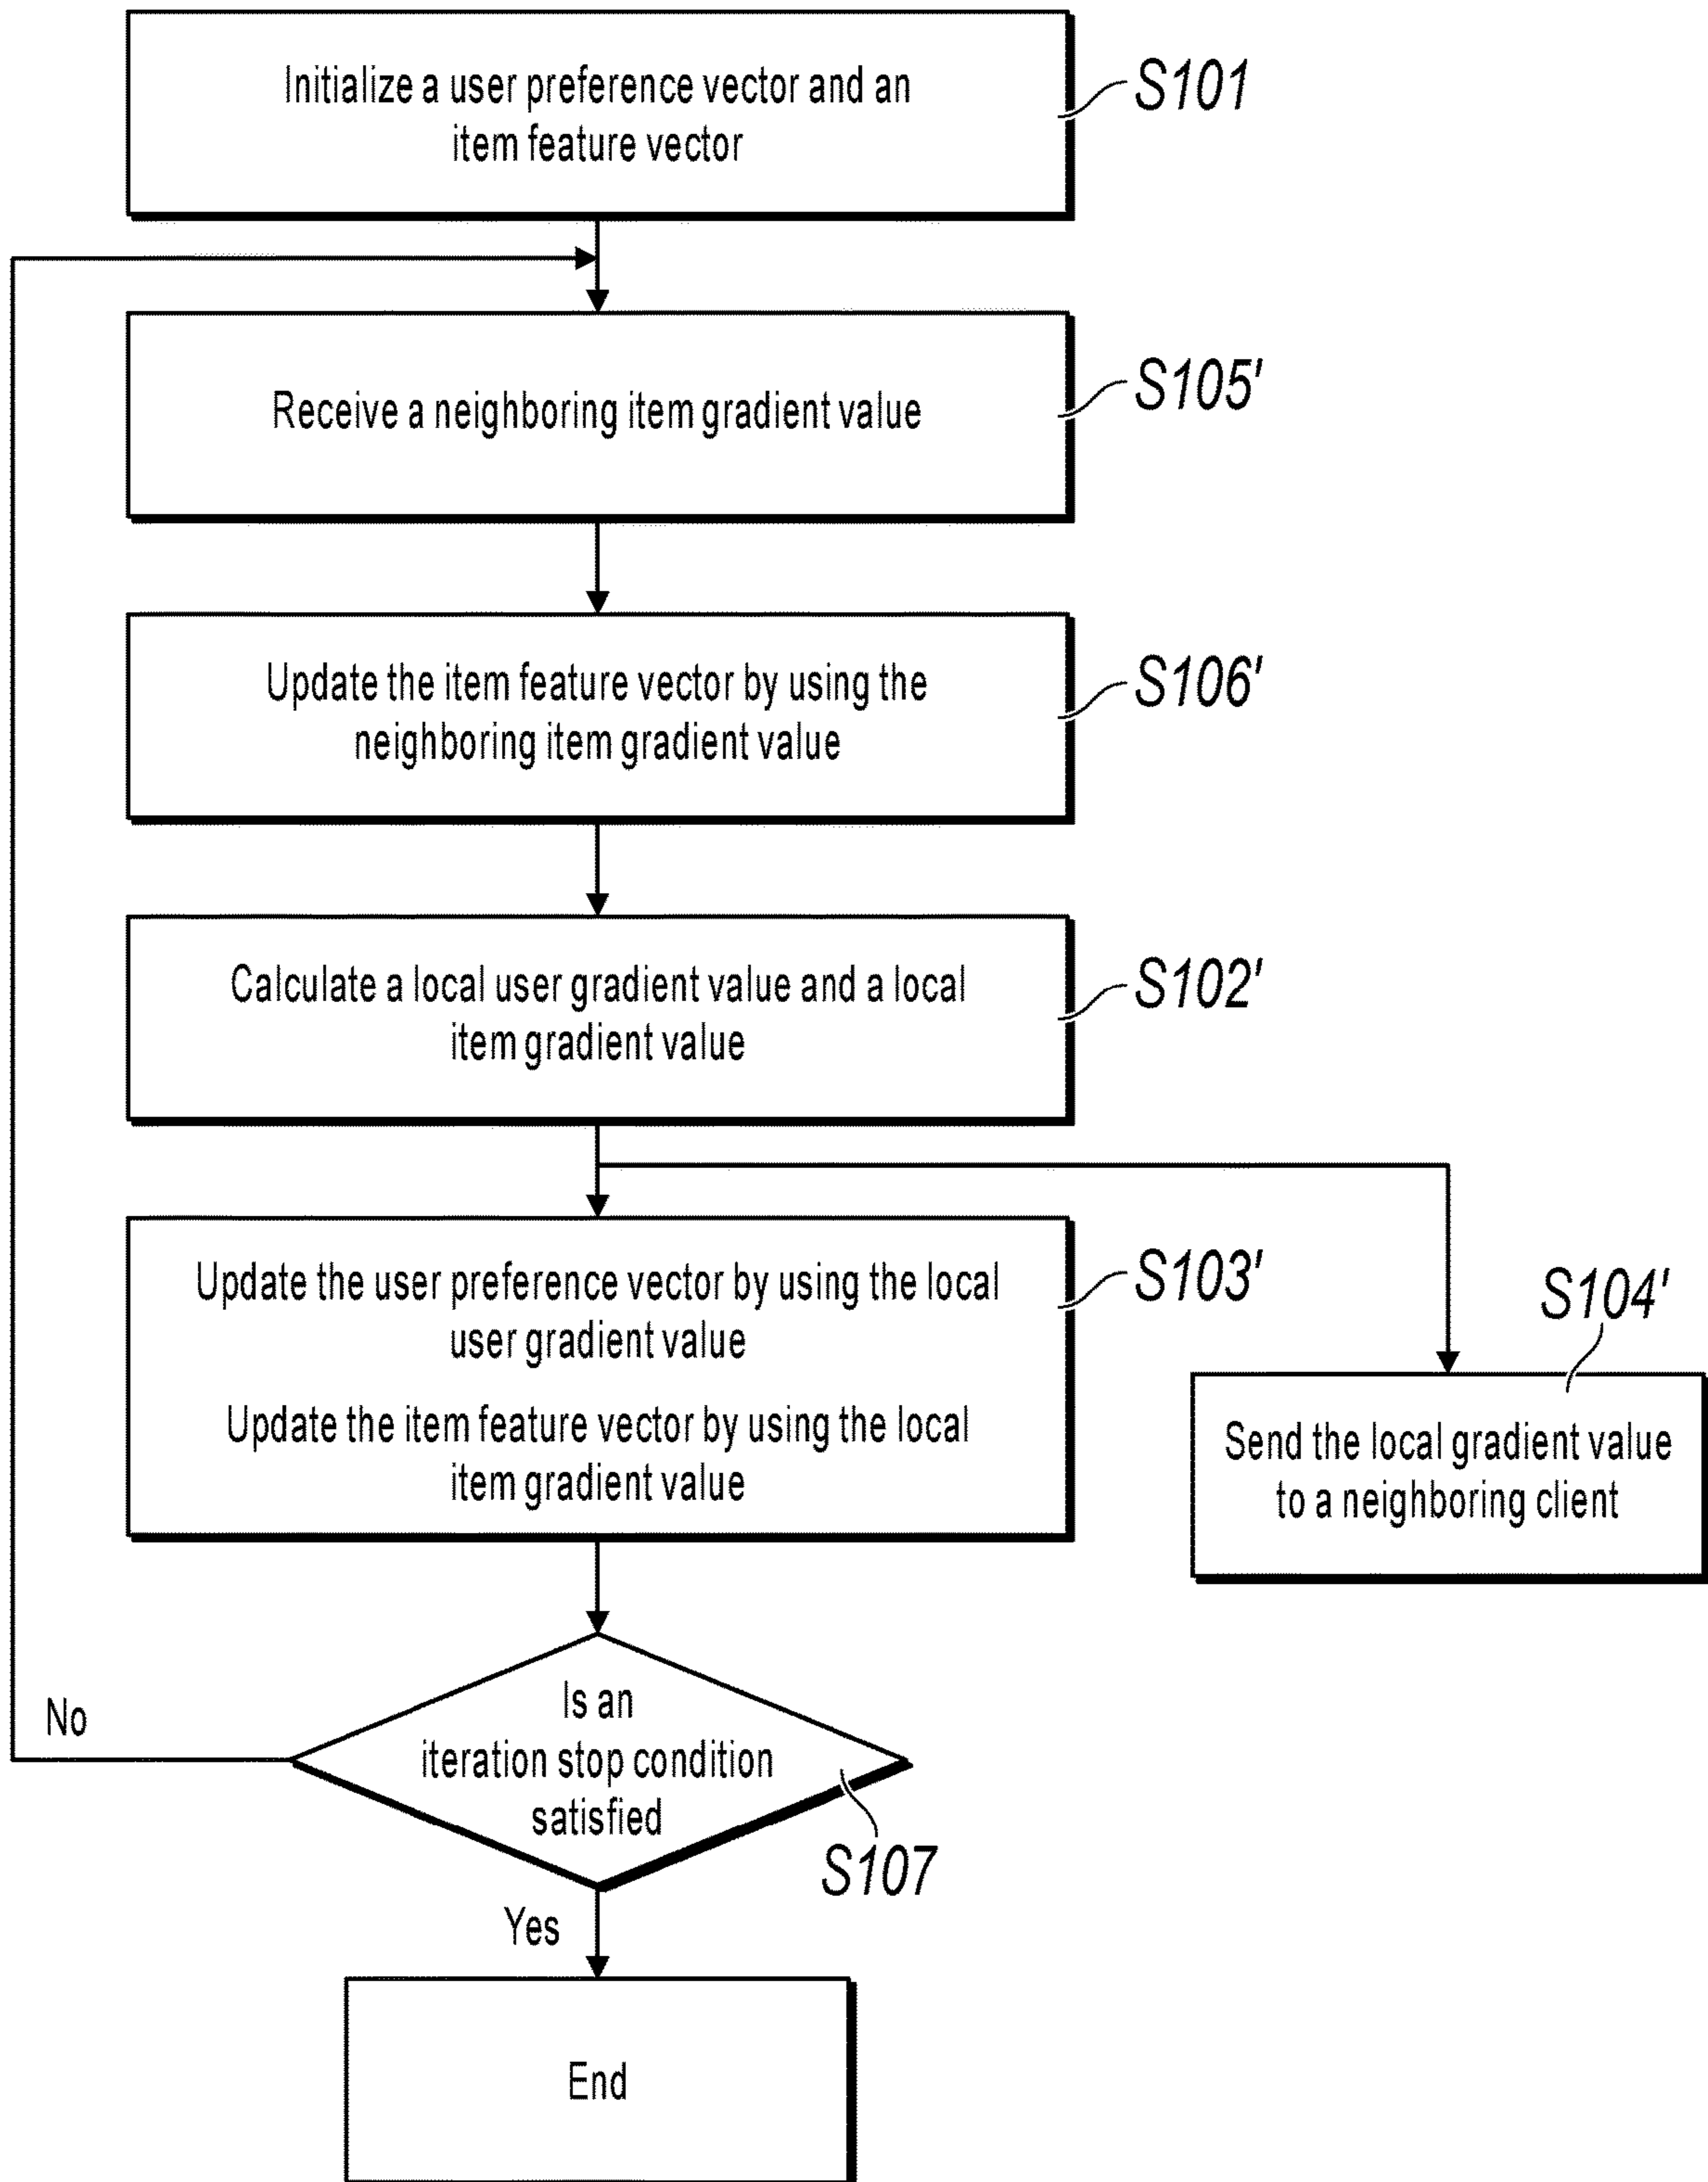 Initialize a user preference vector and an
item feature vector
S101
Receive a neighboring item gradient value
S105'
Update the item feature vector by using the
neighboring item gradient value
S106'
Calculate a local user gradient value and a local
item gradient value
S102'
Update the user preference vector by using the local
user gradient value
Update the item feature vector by using the local
item gradient value
S103'
S104'
Send the local gradient value
to a neighboring client
No
Is an
iteration stop condition
satisfied
S107
Yes
End